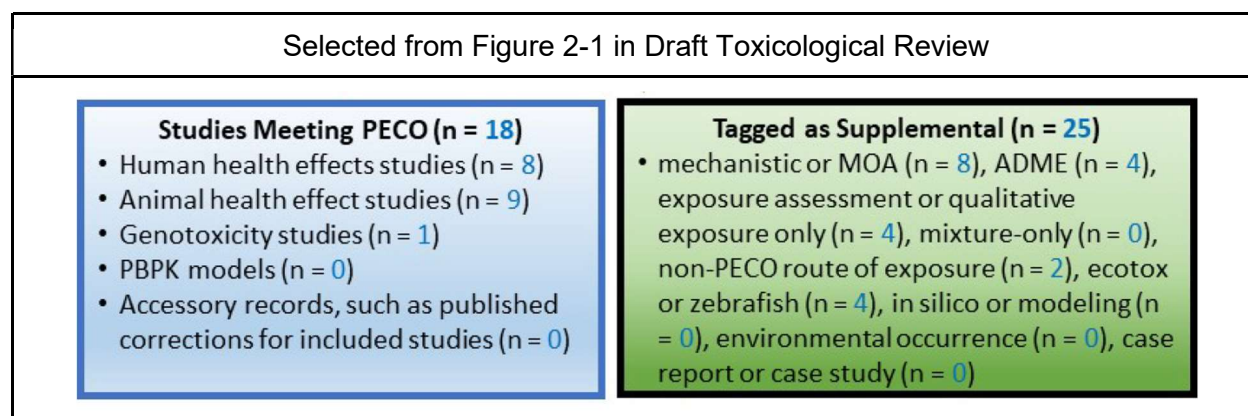 Selected from Figure 2-1 in Draft Toxicological Review
Studies Meeting PECO (n = 18)
• Human health effects studies (n = 8)
• Animal health effect studies (n = 9)
• Genotoxicity studies (n = 1)
• PBPK models (n = 0)
• Accessory records, such as published
corrections for included studies (n = 0)
Tagged as Supplemental (n = 25)
• mechanistic or MOA (n = 8), ADME (n = 4),
exposure assessment or qualitative
exposure only (n = 4), mixture-only (n = 0),
non-PECO route of exposure (n = 2), ecotox
or zebrafish (n = 4), in silico or modeling (n
= 0), environmental occurrence (n = 0), case
report or case study (n = 0)